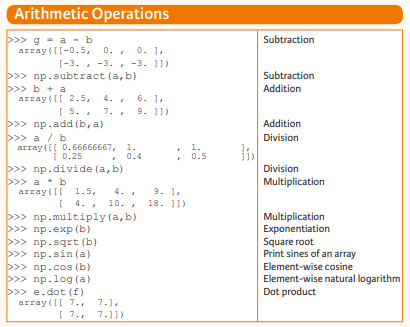 Arithmetic Operations
>>> g = a - b Subtraction
array([[-0.5, 0. , 0. ],
[-3. , -3. , -3. ]])
>>> np.subtract(a,b) Subtraction
>>> b + a Addition
array([[ 2.5, 4. , 6. ],
[ 5. , 7. , 9. ]])
>>> np.add(b,a) Addition
>>> a / b Division
array([[ 0.66666667, 1. , 1. ],
[ 0.25 , 0.4 , 0.5 ]])
>>> np.divide(a,b) Division
>>> a * b Multiplication
array([[ 1.5, 4. , 9. ],
[ 4. , 10. , 18. ]])
>>> np.multiply(a,b) Multiplication
>>> np.exp(b) Exponentiation
>>> np.sqrt(b) Square root
>>> np.sin(a) Print sines of an array
>>> np.cos(b) Element-wise cosine
>>> np.log(a) Element-wise natural logarithm
>>> e.dot(f) Dot product
array([[ 7., 7.],
[ 7., 7.]])